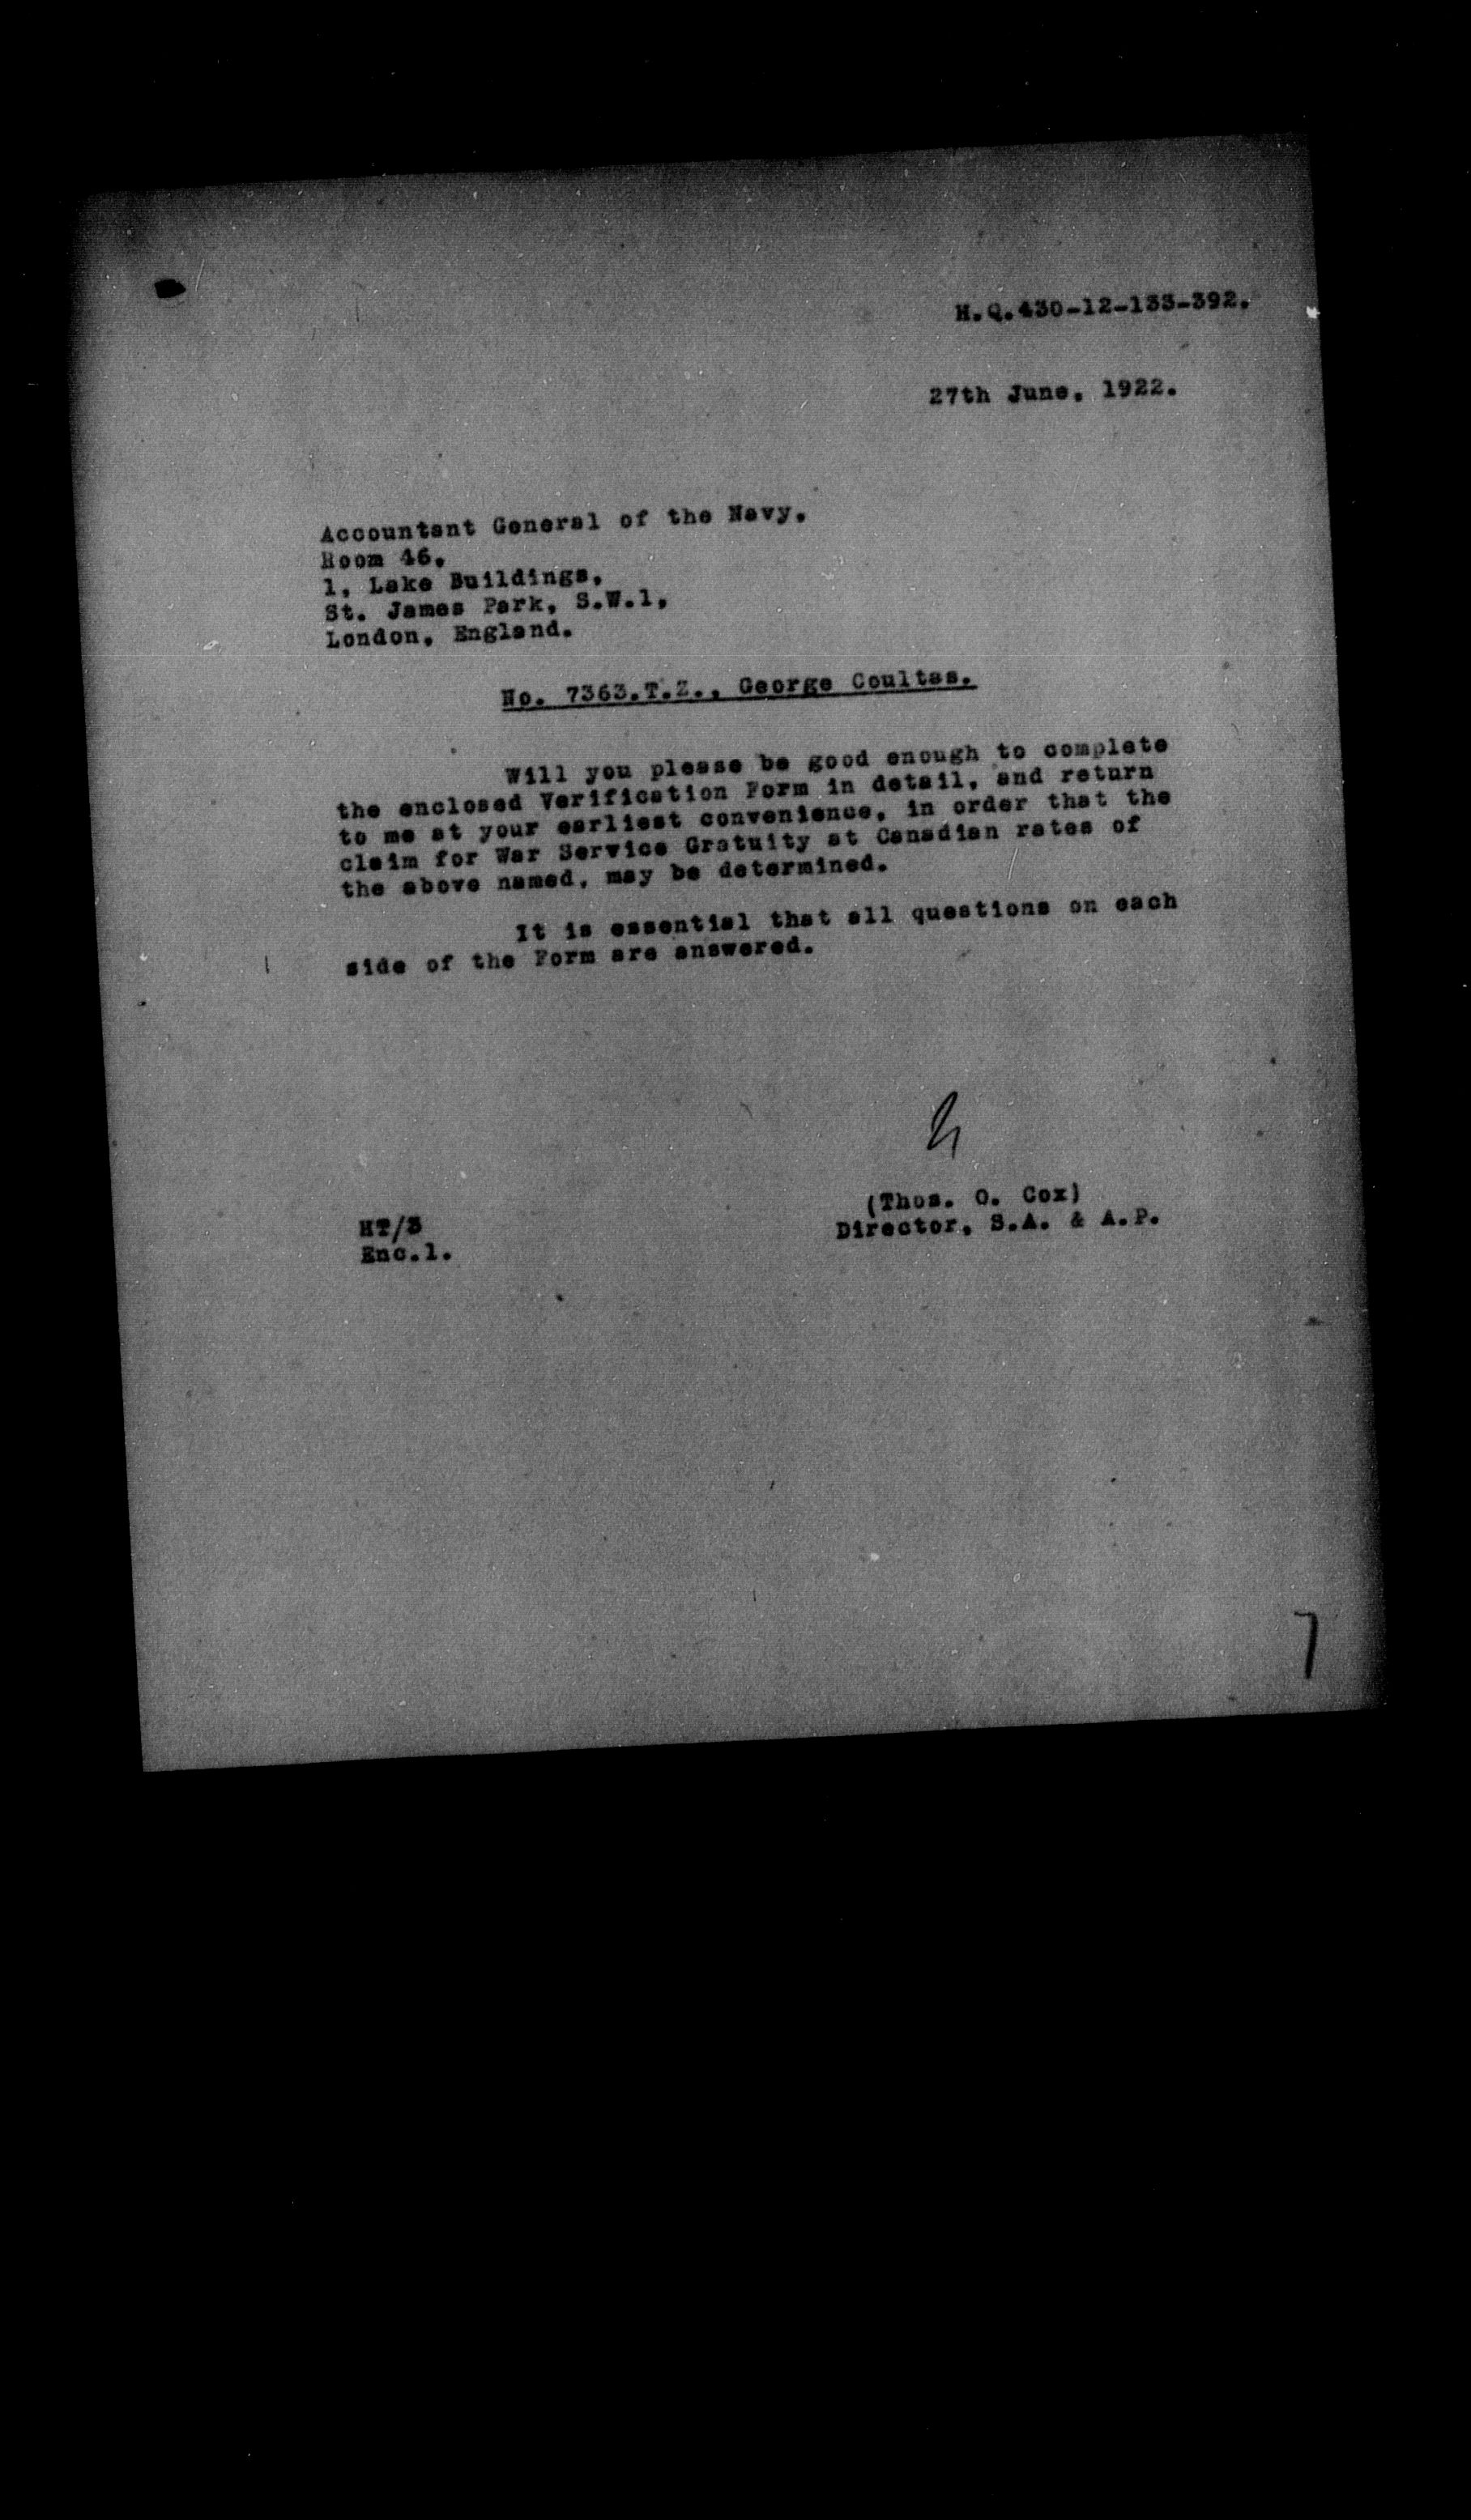 H.Q.430-12-133-392.
27th June, 1922.
Accountant General of the Navy,
Room 46,
1, Lake Buildings,
St. James Park, S.W.1,
London, England.
No. 7363.T.Z., George Coultas.
Will you please be good enough to complete
the enclosed Verification Form in detail, and return
to me at your earliest convenience, in order that the
claim for War Service Gratuity at Canadian rates of
the above named, may be determined.
It is essential that all questions on each
side of the Form are answered.
(Thos. O. Cox)
Director, S.A. & A.P.
HT/3
Enc.1.
7